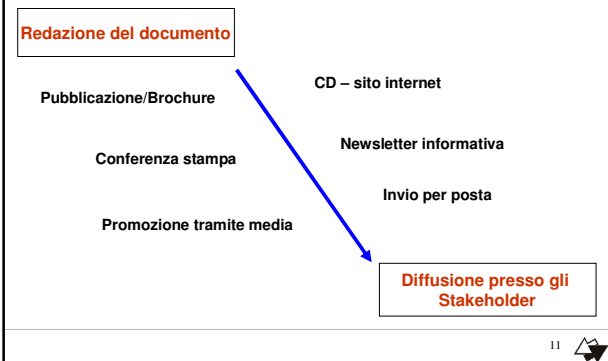 Redazione del documento
CD – sito internet
Pubblicazione/Brochure
Newsletter informativa
Conferenza stampa
Invio per posta
Promozione tramite media
Diffusione presso gli
Stakeholder
11